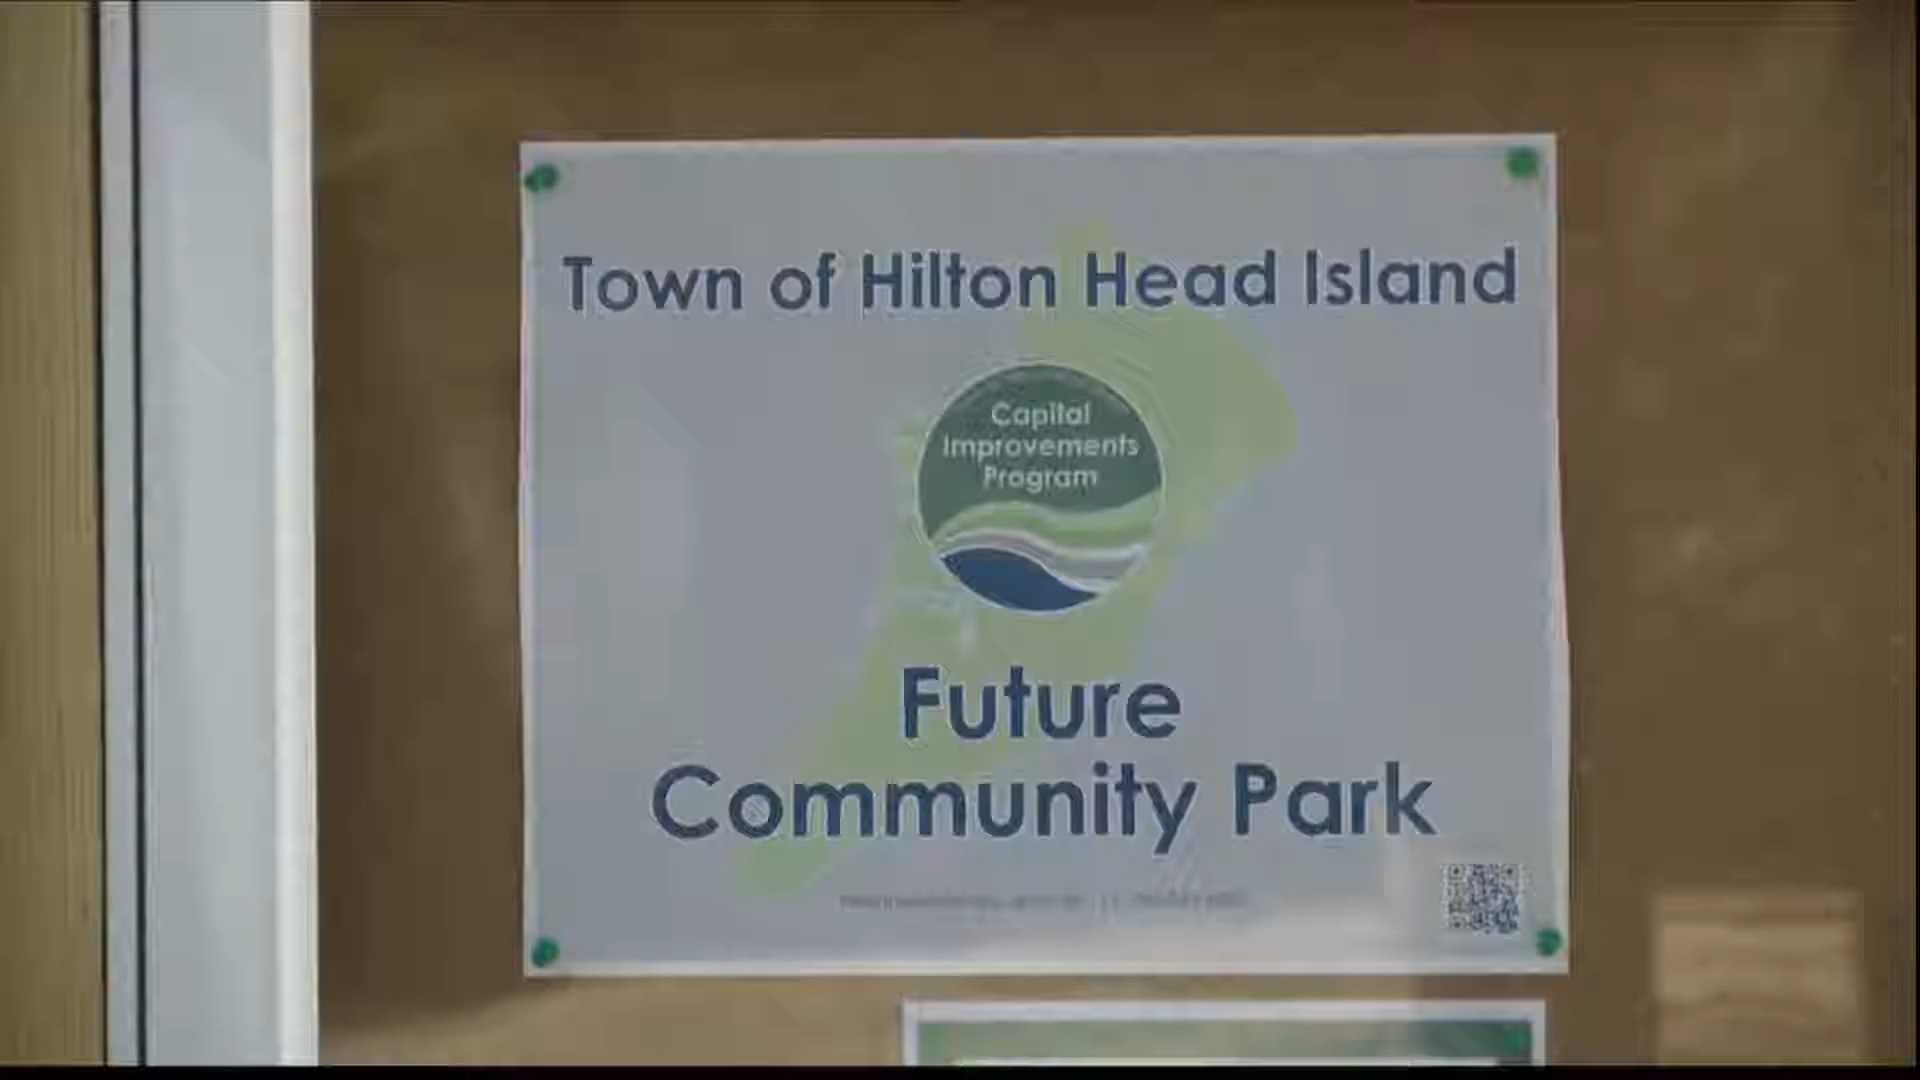 Town of Hilton Head Island
Capital
Improvements
Program
Future
Community Park